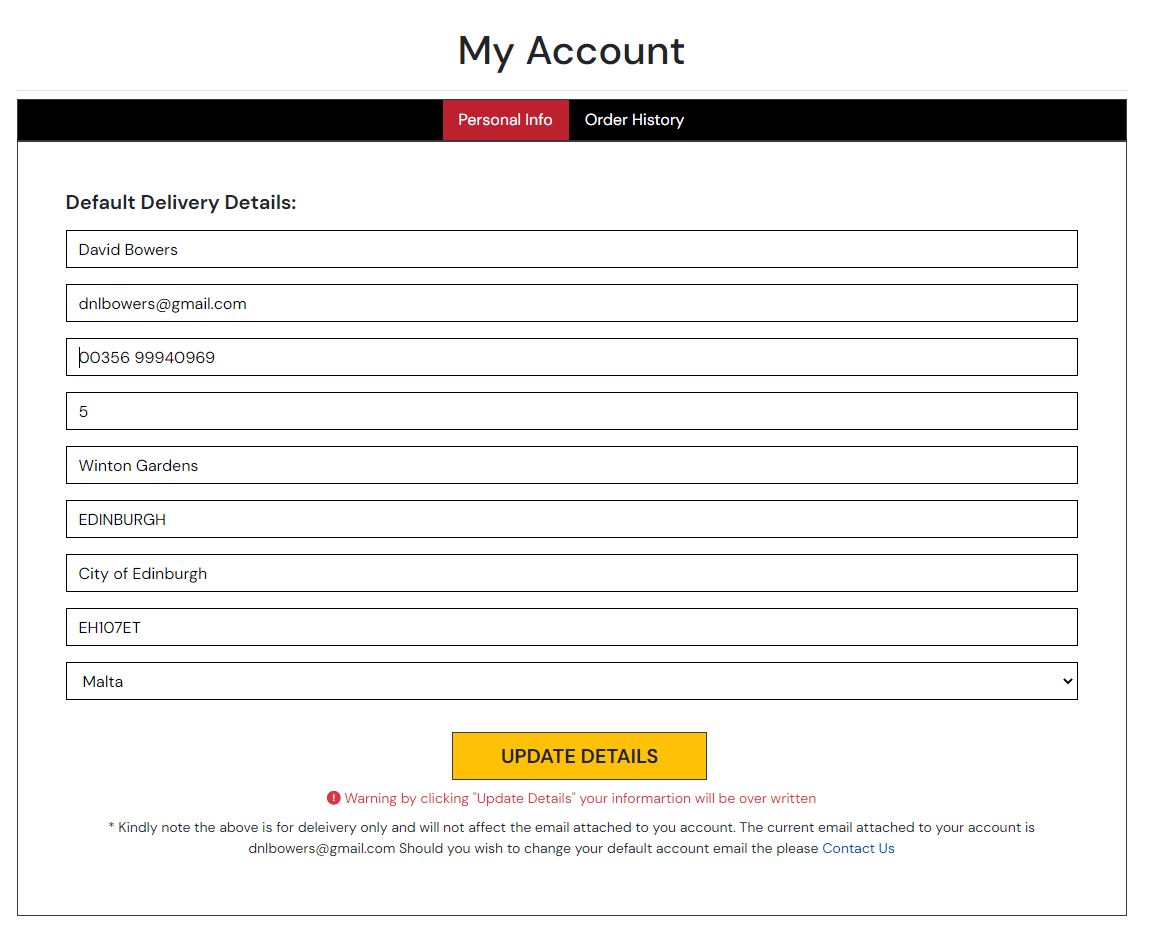 My Account
Personal Info Order History
Default Delivery Details:
David Bowers
dnlbowers@gmail.com
00356 99940969
5
Winton Gardens
EDINBURGH
City of Edinburgh
EH107ET
Malta
UPDATE DETAILS
Warning by clicking "Update Details" your informartion will be over written
* Kindly note the above is for deleivery only and will not affect the email attached to you account. The current email attached to your account is
dnlbowers@gmail.com Should you wish to change your default account email the please Contact Us